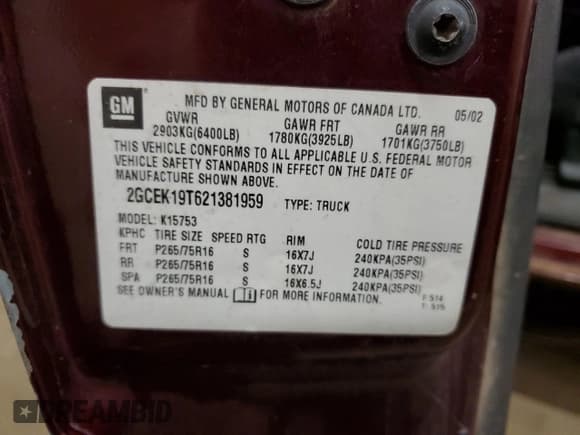 GM
MFD BY GENERAL MOTORS OF CANADA LTD. 05/02
GVWR GAWR FRT GAWR RR
2903KG(6400LB) 1780KG(3925LB) 1701KG(3750LB)
THIS VEHICLE CONFORMS TO ALL APPLICABLE U.S. FEDERAL MOTOR
VEHICLE SAFETY STANDARDS IN EFFECT ON THE DATE OF
MANUFACTURE SHOWN ABOVE.
2GCEK19T621381959 TYPE: TRUCK
MODEL: K15753
KPHC TIRE SIZE SPEED RTG RIM COLD TIRE PRESSURE
FRT P265/75R16 S 16X7J 240KPA(35PSI)
RR P265/75R16 S 16X7J 240KPA(35PSI)
SPA P265/75R16 S 16X6.5J 240KPA(35PSI)
SEE OWNER'S MANUAL FOR MORE INFORMATION. F:514
T: 515
DREAMBID